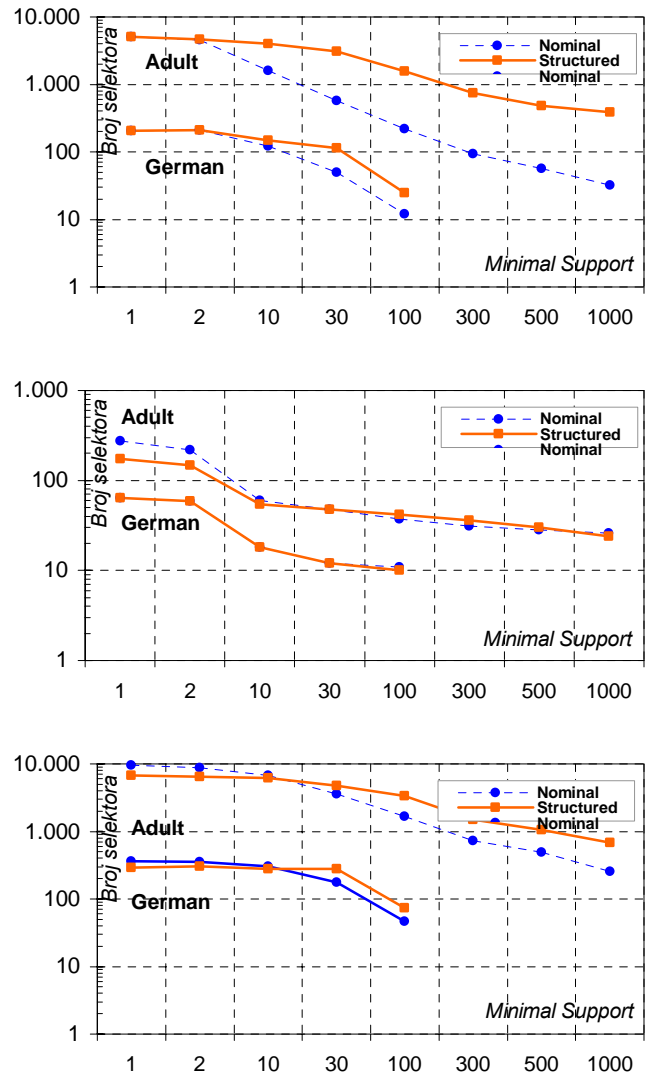 10.000
1.000
100
10
1
Broj selektora
Adult
German
Nominal
Structured
Nominal
Minimal Support
1 2 10 30 100 300 500 1000
1.000
100
10
1
Broj selektora
Adult
German
Nominal
Structured
Nominal
Minimal Support
1 2 10 30 100 300 500 1000
10.000
1.000
100
10
1
Broj selektora
Adult
German
Nominal
Structured
Nominal
Minimal Support
1 2 10 30 100 300 500 1000